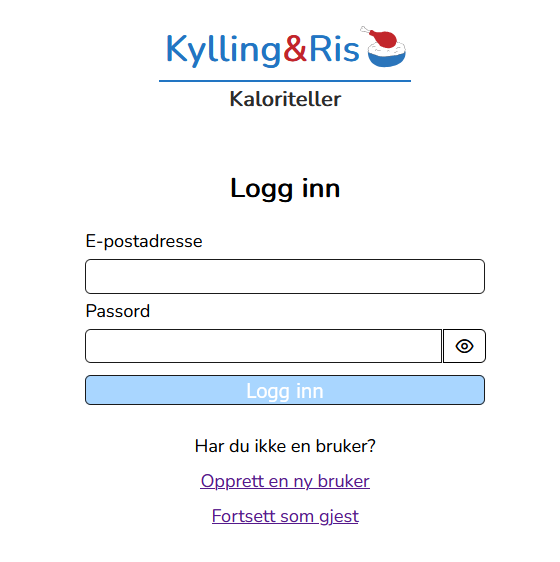 Kylling&Ris
Kaloriteller
Logg inn
E-postadresse
Passord
Logg inn
Har du ikke en bruker?
Opprett en ny bruker
Fortsett som gjest